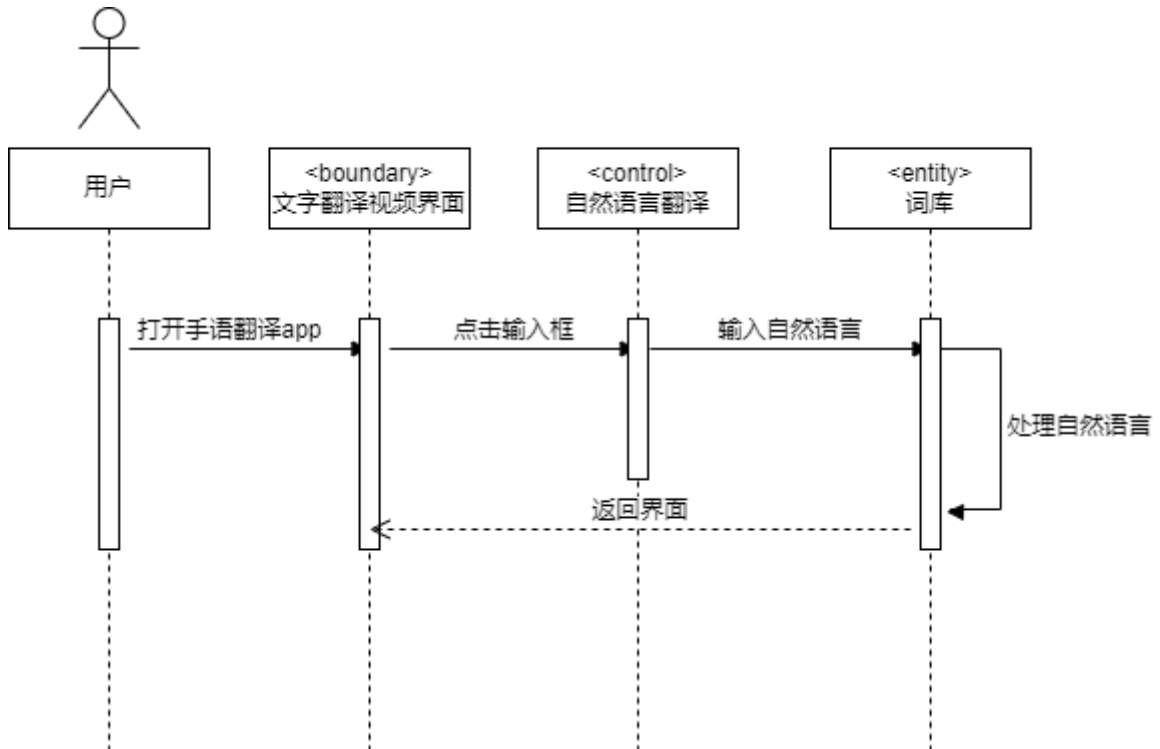 用户
<boundary>
文字翻译视频界面
<control>
自然语言翻译
<entity>
词库
打开手语翻译app
点击输入框
输入自然语言
处理自然语言
返回界面